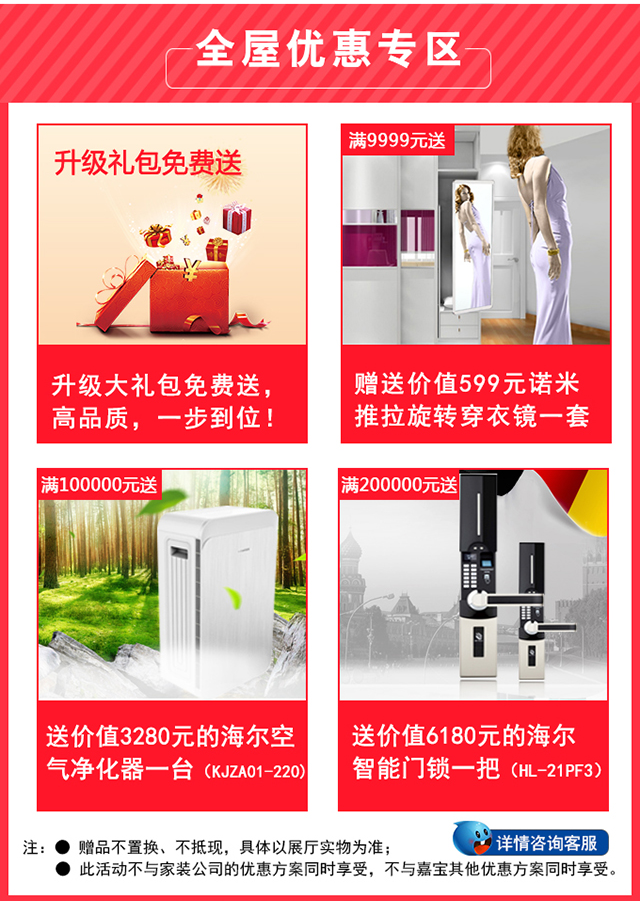 全屋优惠专区
升级礼包免费送
升级大礼包免费送，
高品质，一步到位！
满9999元送
赠送价值599元诺米
推拉旋转穿衣镜一套
满100000元送
送价值3280元的海尔空
气净化器一台（KJZA01-220）
满200000元送
送价值6180元的海尔
智能门锁一把（HL-21PF3）
注：● 赠品不置换、不抵现，具体以展厅实物为准；
● 此活动不与家装公司的优惠方案同时享受，不与嘉宝其他优惠方案同时享受。
详情咨询客服